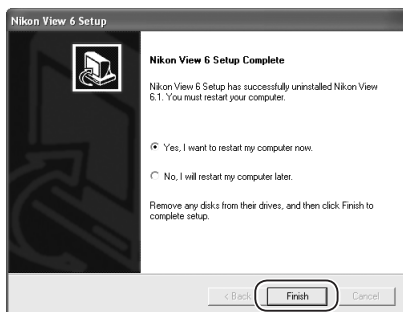 Nikon View 6 Setup
Nikon View 6 Setup Complete
Nikon View 6 Setup has successfully uninstalled Nikon View
6.1. You must restart your computer.
Yes, I want to restart my computer now.
No, I will restart my computer later.
Remove any disks from their drives, and then click Finish to
complete setup.
< Back Finish Cancel